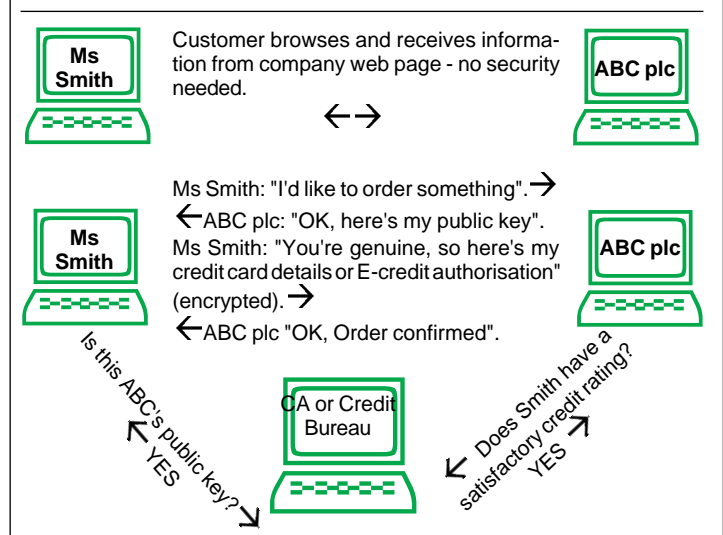 Ms
Smith
Customer browses and receives informa-
tion from company web page - no security
needed.
ABC plc
Ms Smith: "I'd like to order something".
ABC plc: "OK, here's my public key".
Ms Smith: "You're genuine, so here's my
credit card details or E-credit authorisation"
(encrypted).
ABC plc "OK, Order confirmed".
Ms
Smith
ABC plc
Is this ABC's public key?
YES
CA or Credit
Bureau
Does Smith have a
satisfactory credit rating?
YES